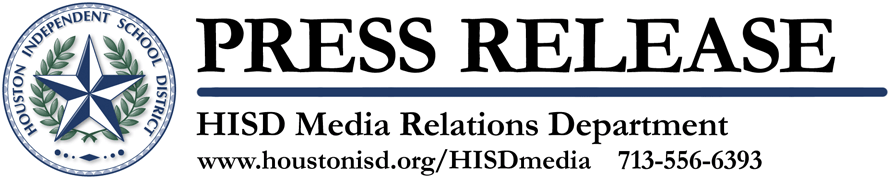 HOUSTON INDEPENDENT SCHOOL DISTRICT
PRESS RELEASE
HISD Media Relations Department
www.houstonisd.org/HISDmedia 713-556-6393